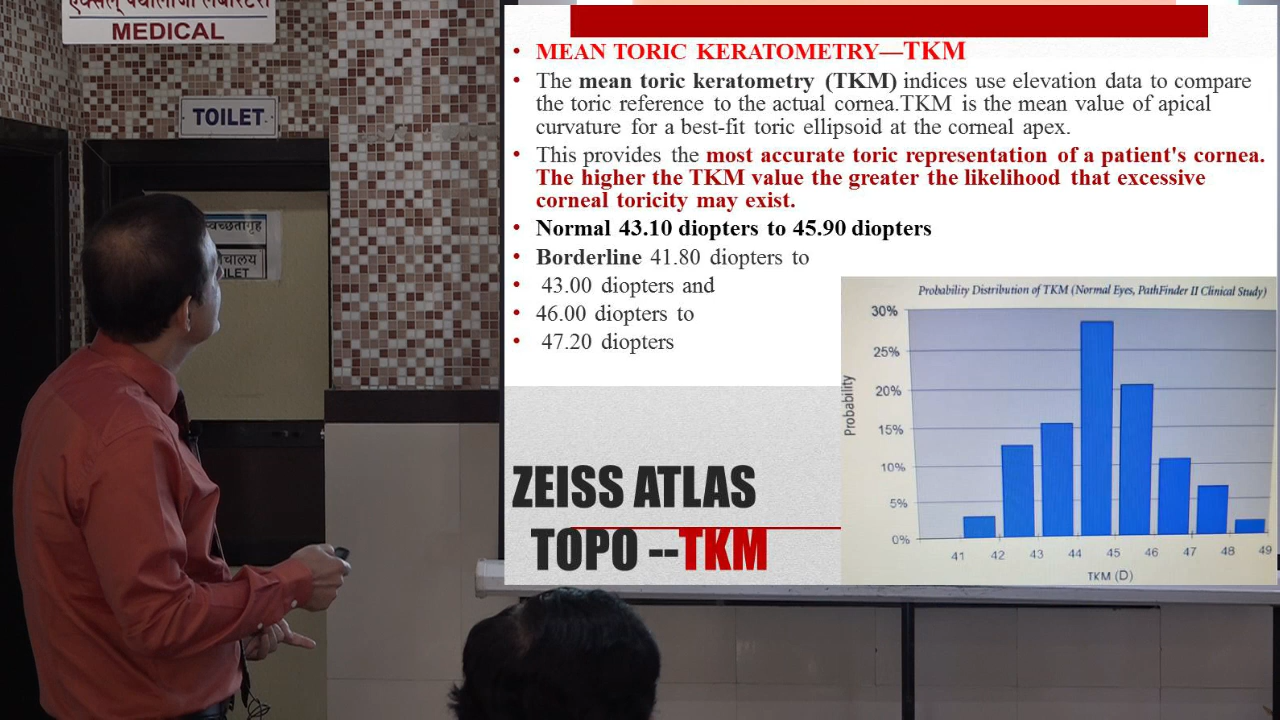 एक्सेल् पॅथॉलॉजी लॅबोरेटरी
MEDICAL
TOILET
स्वच्छतागृह
शौचालय
TOILET
• MEAN TORIC KERATOMETRY—TKM
• The mean toric keratometry (TKM) indices use elevation data to compare
the toric reference to the actual cornea.TKM is the mean value of apical
curvature for a best-fit toric ellipsoid at the corneal apex.
• This provides the most accurate toric representation of a patient's cornea.
The higher the TKM value the greater the likelihood that excessive
corneal toricity may exist.
• Normal 43.10 diopters to 45.90 diopters
• Borderline 41.80 diopters to
• 43.00 diopters and
• 46.00 diopters to
• 47.20 diopters
Probability Distribution of TKM (Normal Eyes, PathFinder II Clinical Study)
30%
25%
20%
15%
10%
5%
0%
Probability
41 42 43 44 45 46 47 48 49
TKM (D)
ZEISS ATLAS
TOPO --TKM